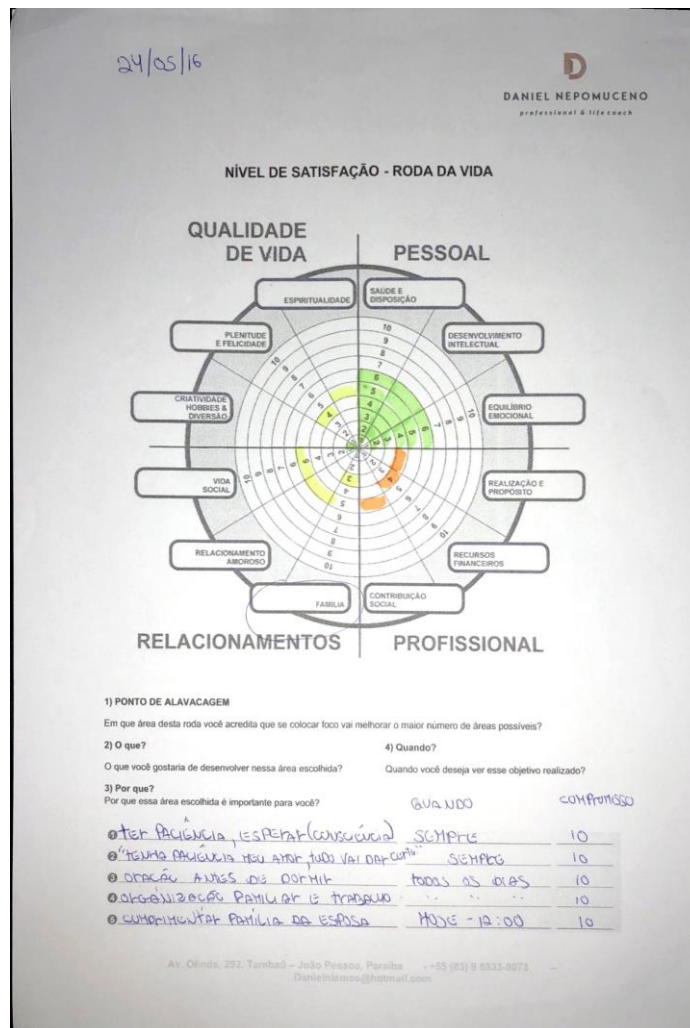 24/05/16
DANIEL NEPOMUCENO
professional & life coach
NÍVEL DE SATISFAÇÃO - RODA DA VIDA
QUALIDADE
DE VIDA
PESSOAL
ESPIRITUALIDADE
SAÚDE E
DISPOSIÇÃO
PLENITUDE
E FELICIDADE
DESENVOLVIMENTO
INTELECTUAL
CRIATIVIDADE
HOBBIES &
DIVERSÃO
EQUILÍBRIO
EMOCIONAL
VIDA
SOCIAL
REALIZAÇÃO E
PROPÓSITO
RELACIONAMENTO
AMOROSO
RECURSOS
FINANCEIROS
FAMILIA
CONTRIBUIÇÃO
SOCIAL
RELACIONAMENTOS
PROFISSIONAL
1) PONTO DE ALAVACAGEM
Em que área desta roda você acredita que se colocar foco vai melhorar o maior número de áreas possíveis?
2) O que?
4) Quando?
O que você gostaria de desenvolver nessa área escolhida?
Quando você deseja ver esse objetivo realizado?
3) Por que?
Por que essa área escolhida é importante para você?
QUANDO COMPROMISSO
1 TER PACIÊNCIA, ESPERAR (CONSCIÊNCIA) SEMPRE 10
2 "TENHA PACIÊNCIA MEU AMOR, TUDO VAI DAR CERTO" SEMPRE 10
3 ORAÇÃO ANTES DE DORMIR TODOS OS DIAS 10
4 ORGANIZAÇÃO FAMILIAR E TRABALHO " " " 10
5 CUMPRIMENTAR FAMÍLIA DA ESPOSA HOJE - 12:00 10
Av. Olinda, 292. Tambaú – João Pessoa, Paraíba